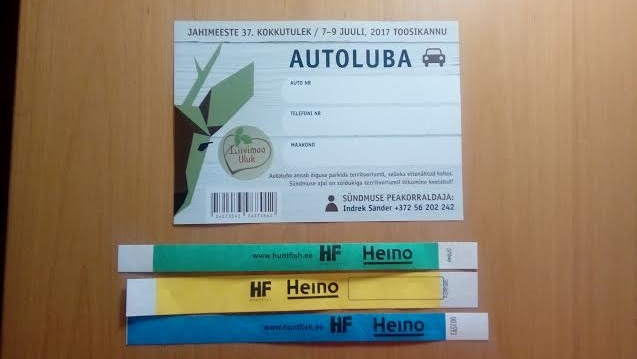 JAHIMEESTE 37. KOKKUTULEK / 7-9 JUULI, 2017 TOOSIKANNU
AUTOLUBA
AUTO NR
TELEFONI NR
MAAKOND
Liivimaa
Uluk
Autoluba annab õiguse parkida territooriumil, selleks ettenähtud kohas.
Sündmuse ajal on sõidukiga territooriumil liikumine keelatud!
SÜNDMUSE PEAKORRALDAJA:
Indrek Sander +372 56 202 242
www.huntfish.ee HF Heino
HF Heino
www.huntfish.ee HF Heino